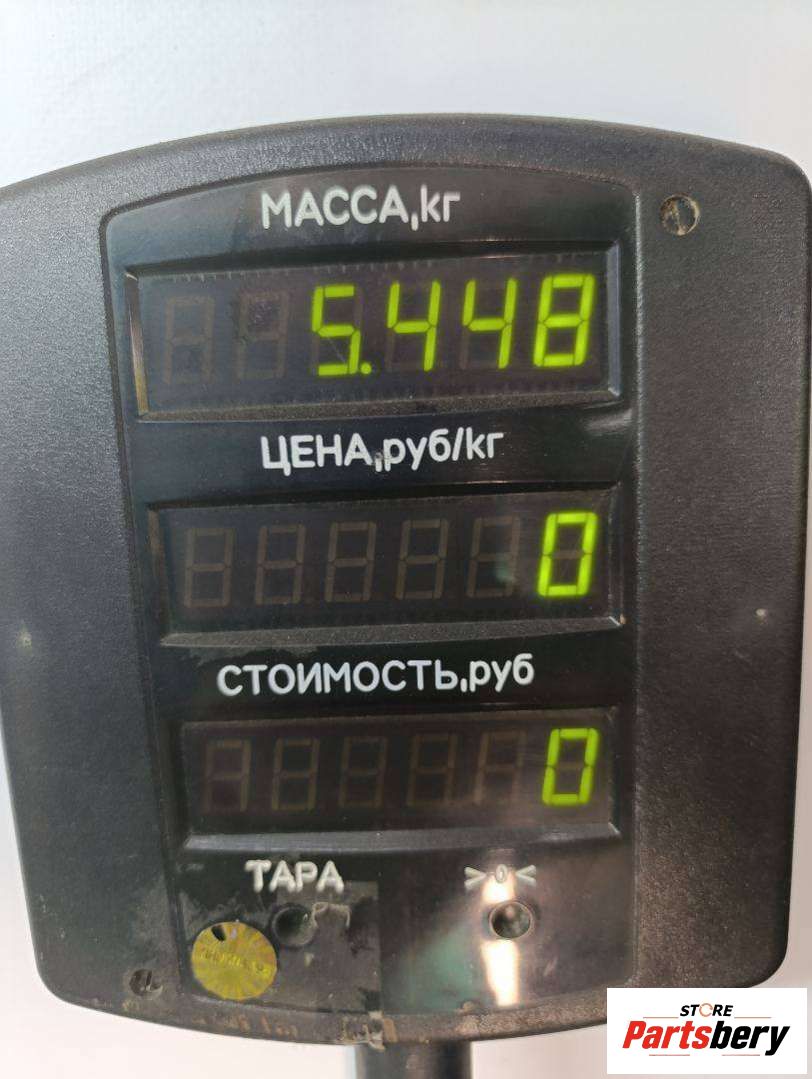 МАССА,кг
5.448
ЦЕНА,руб/кг
0
СТОИМОСТЬ,руб
0
ТАРА >0<
STORE
Partsbery